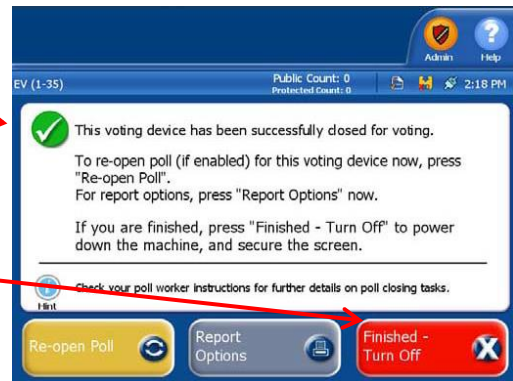 Admin
Help
EV (1-35)
Public Count: 0
Protected Count: 0
2:18 PM
This voting device has been successfully closed for voting.
To re-open poll (if enabled) for this voting device now, press
"Re-open Poll".
For report options, press "Report Options" now.
If you are finished, press "Finished - Turn Off" to power
down the machine, and secure the screen.
Check your poll worker instructions for further details on poll closing tasks.
Hint
Re-open Poll
Report
Options
Finished -
Turn Off